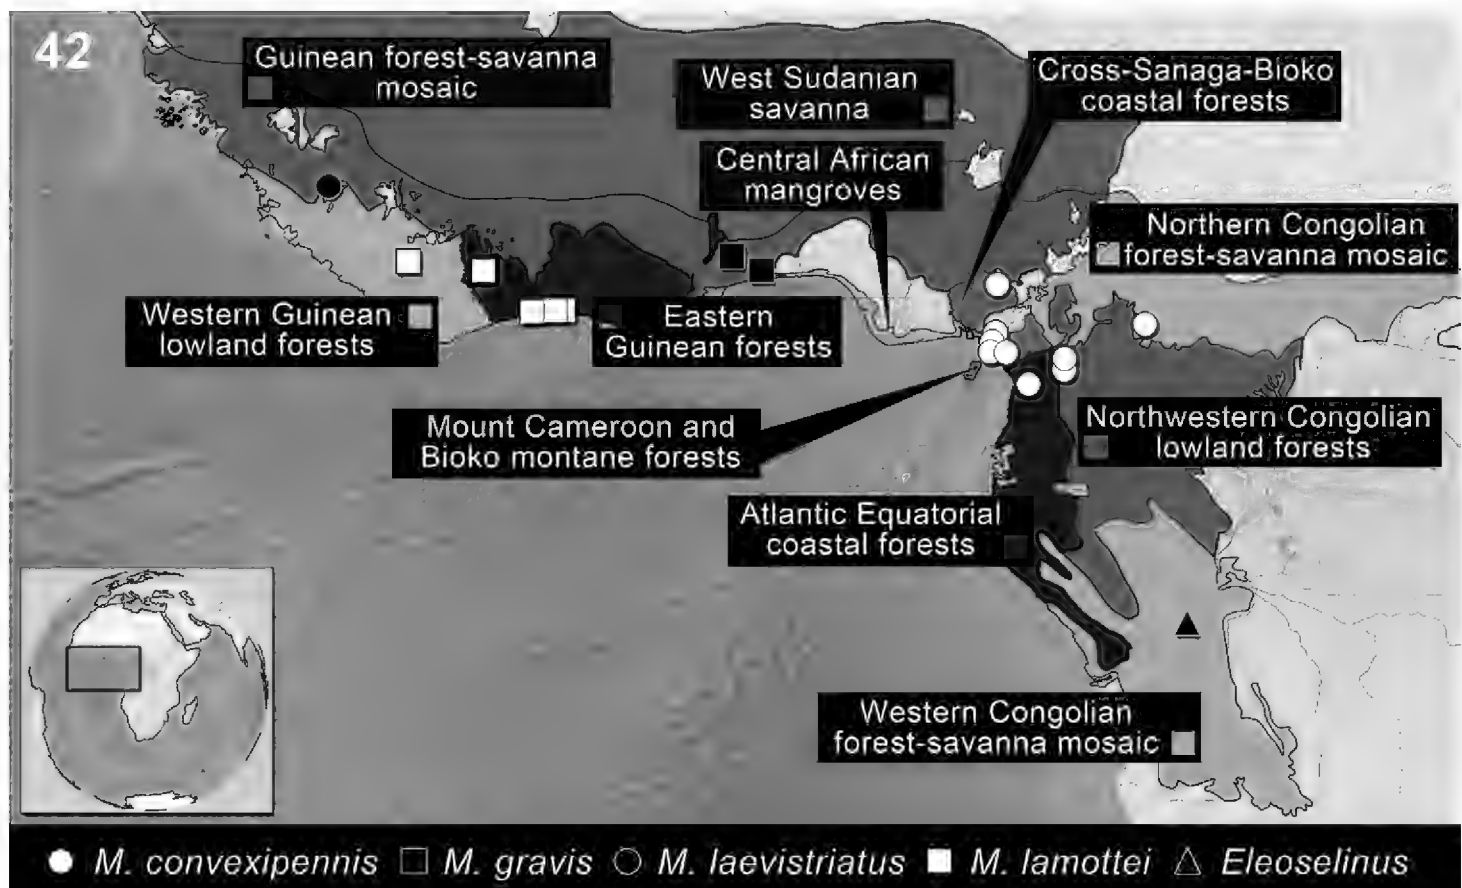 42
Guinean forest-savanna
mosaic
West Sudanian
savanna
Cross-Sanaga-Bioko
coastal forests
Central African
mangroves
Northern Congolian
forest-savanna mosaic
Western Guinean
lowland forests
Eastern
Guinean forests
Mount Cameroon and
Bioko montane forests
Northwestern Congolian
lowland forests
Atlantic Equatorial
coastal forests
Western Congolian
forest-savanna mosaic
M. convexipennis M. gravis M. laevistriatus M. lamottei Eleoselinus